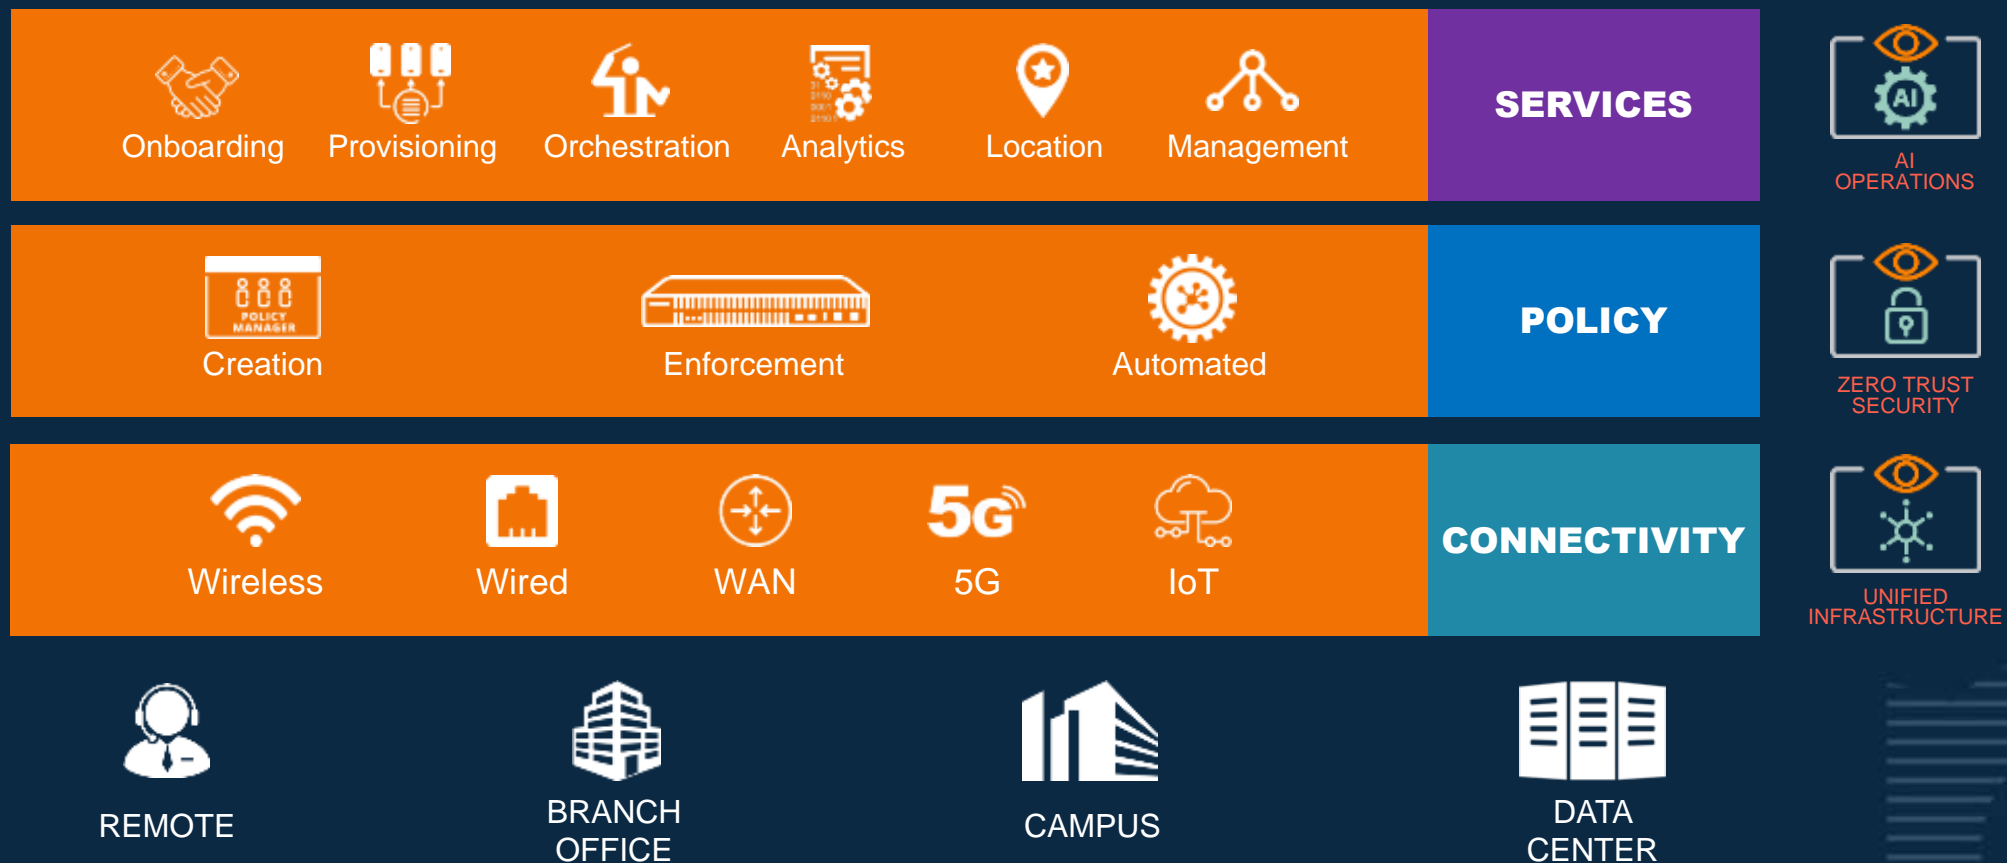 Onboarding Provisioning Orchestration Analytics Location Management
SERVICES
AI
AI
OPERATIONS
POLICY
MANAGER
Creation Enforcement Automated
POLICY
ZERO TRUST
SECURITY
5G
Wireless Wired WAN 5G IoT
CONNECTIVITY
UNIFIED
INFRASTRUCTURE
REMOTE
BRANCH
OFFICE
CAMPUS
DATA
CENTER